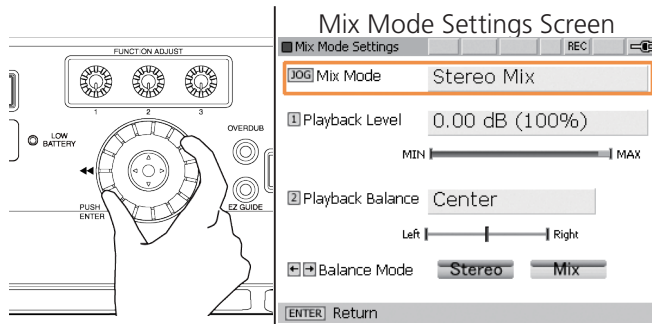 FUNCT ON ADJUST
1 2 3
LOW
BATTERY
OVERDUB
◀◀
PUSH
ENTER
EZ GUIDE
Mix Mode Settings Screen
Mix Mode Settings REC
JOG Mix Mode Stereo Mix
1 Playback Level 0.00 dB (100%)
MIN MAX
2 Playback Balance Center
Left Right
←→ Balance Mode Stereo Mix
ENTER Return